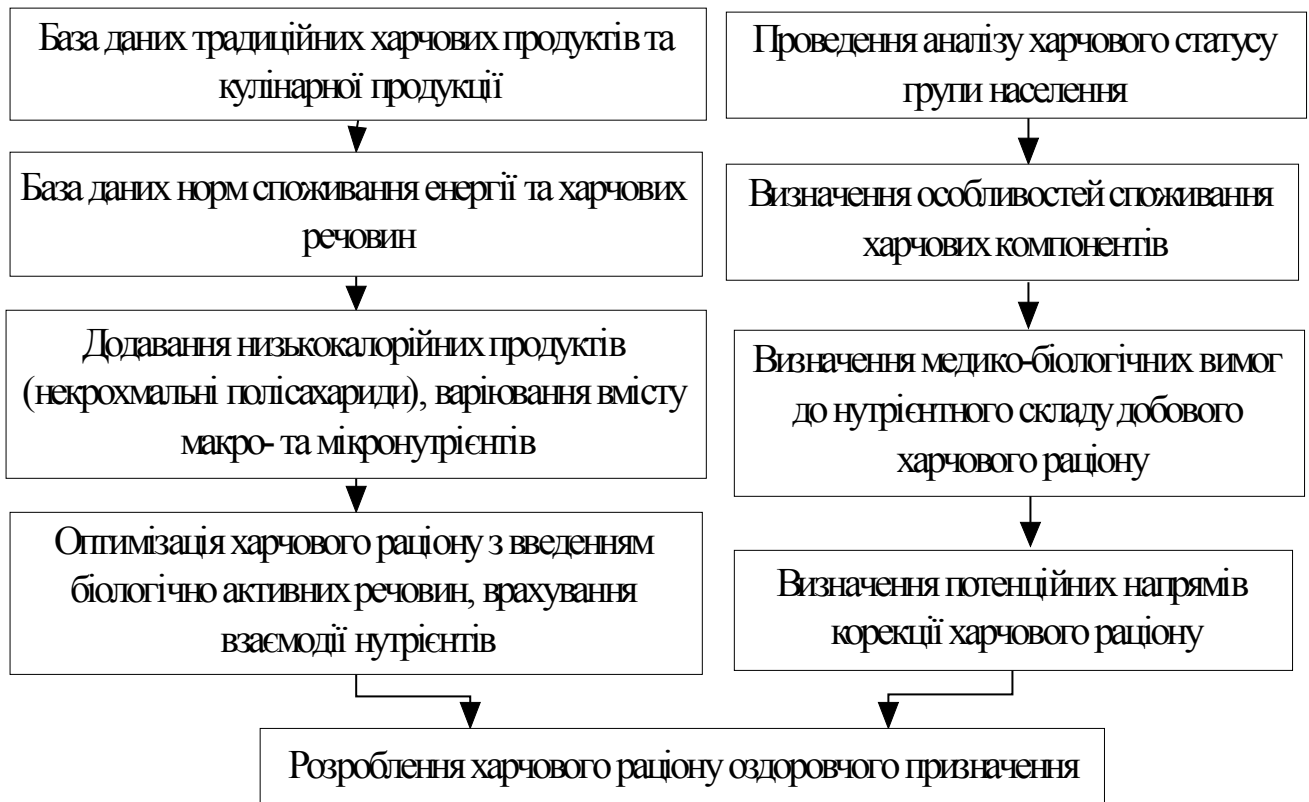 База даних традиційних харчових продуктів та
кулінарної продукції
База даних норм споживання енергії та харчових
речовин
Додавання низькокалорійних продуктів
(некрохмальні полісахариди), варіювання вмісту
макро- та мікронутрієнтів
Оптимізація харчового раціону з введенням
біологічно активних речовин, врахування
взаємодії нутрієнтів
Проведення аналізу харчового статусу
групи населення
Визначення особливостей споживання
харчових компонентів
Визначення медико-біологічних вимог
до нутрієнтного складу добового
харчового раціону
Визначення потенційних напрямів
корекції харчового раціону
Розроблення харчового раціону оздоровчого призначення